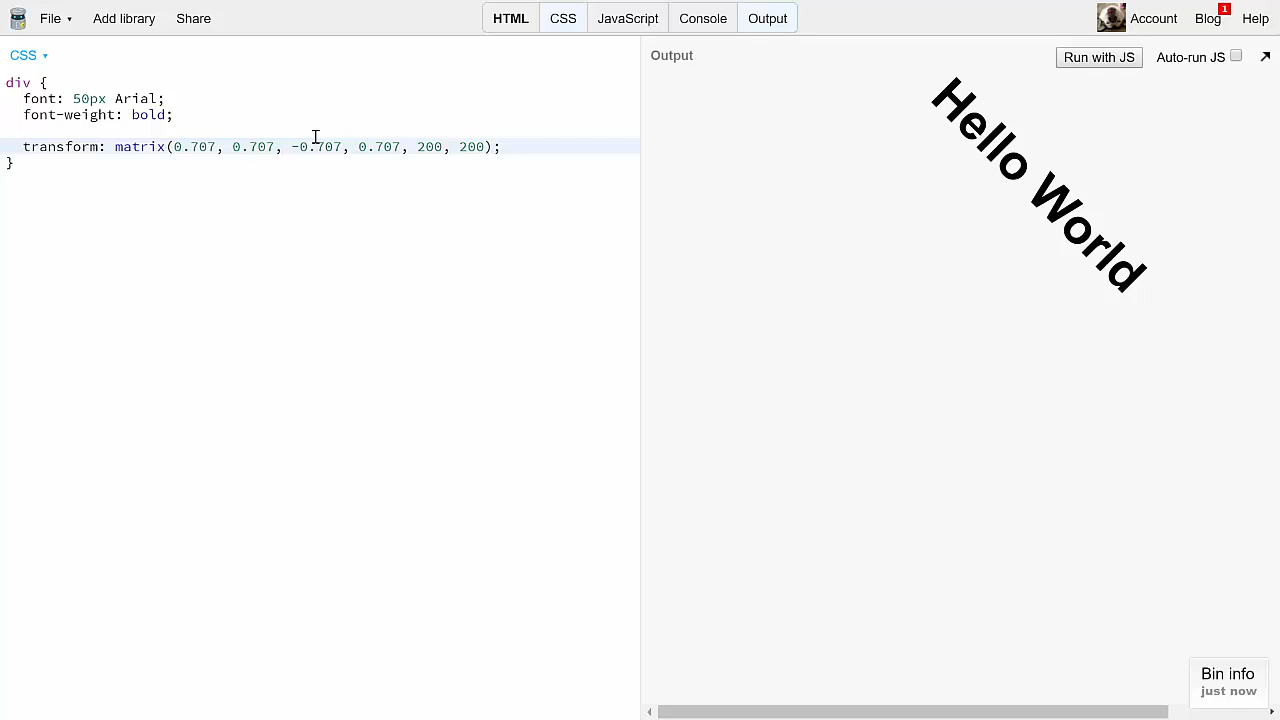 File ▾ Add library Share HTML CSS JavaScript Console Output Account Blog 1 Help
CSS ▾ Output Run with JS Auto-run JS
div {
font: 50px Arial;
font-weight: bold;
transform: matrix(0.707, 0.707, -0.707, 0.707, 200, 200);
}
Hello World
Bin info
just now